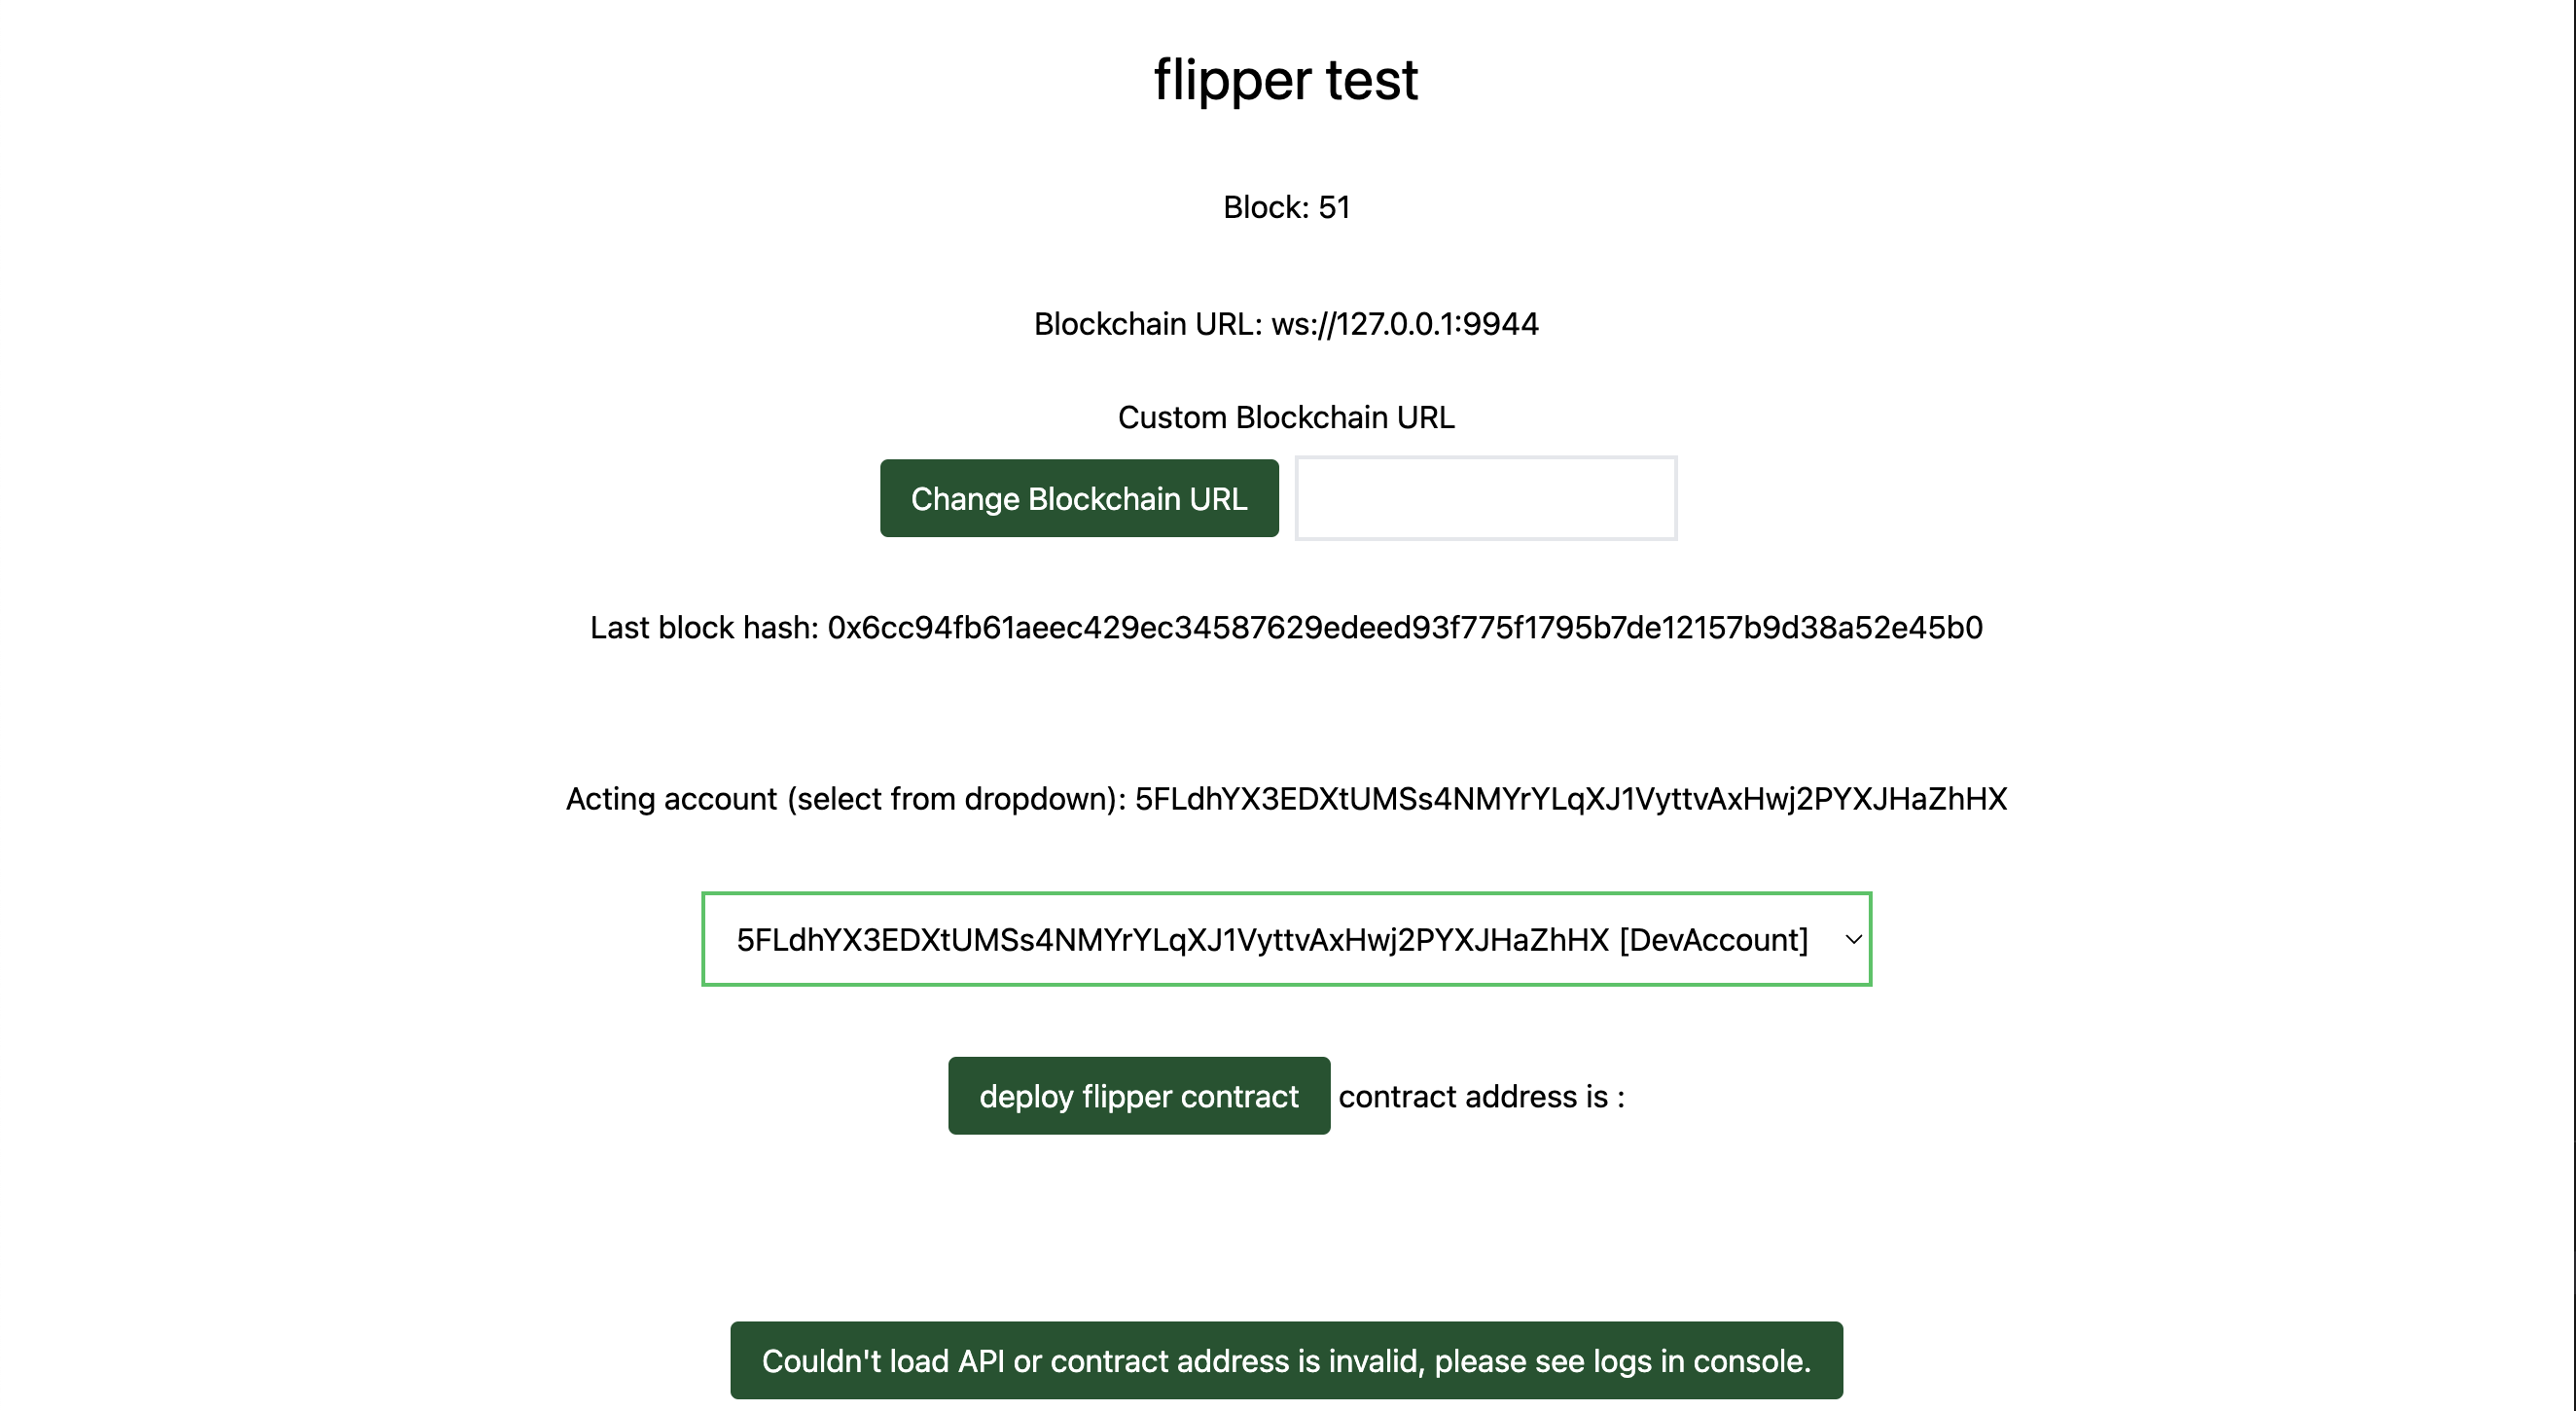 flipper test
Block: 51
Blockchain URL: ws://127.0.0.1:9944
Custom Blockchain URL
Change Blockchain URL
Last block hash: 0x6cc94fb61aeec429ec34587629edeed93f775f1795b7de12157b9d38a52e45b0
Acting account (select from dropdown): 5FLdhYX3EDXtUMSs4NMYrYLqXJ1VyttvAxHwj2PYXJHaZhHX
5FLdhYX3EDXtUMSs4NMYrYLqXJ1VyttvAxHwj2PYXJHaZhHX [DevAccount]
deploy flipper contract contract address is :
Couldn't load API or contract address is invalid, please see logs in console.